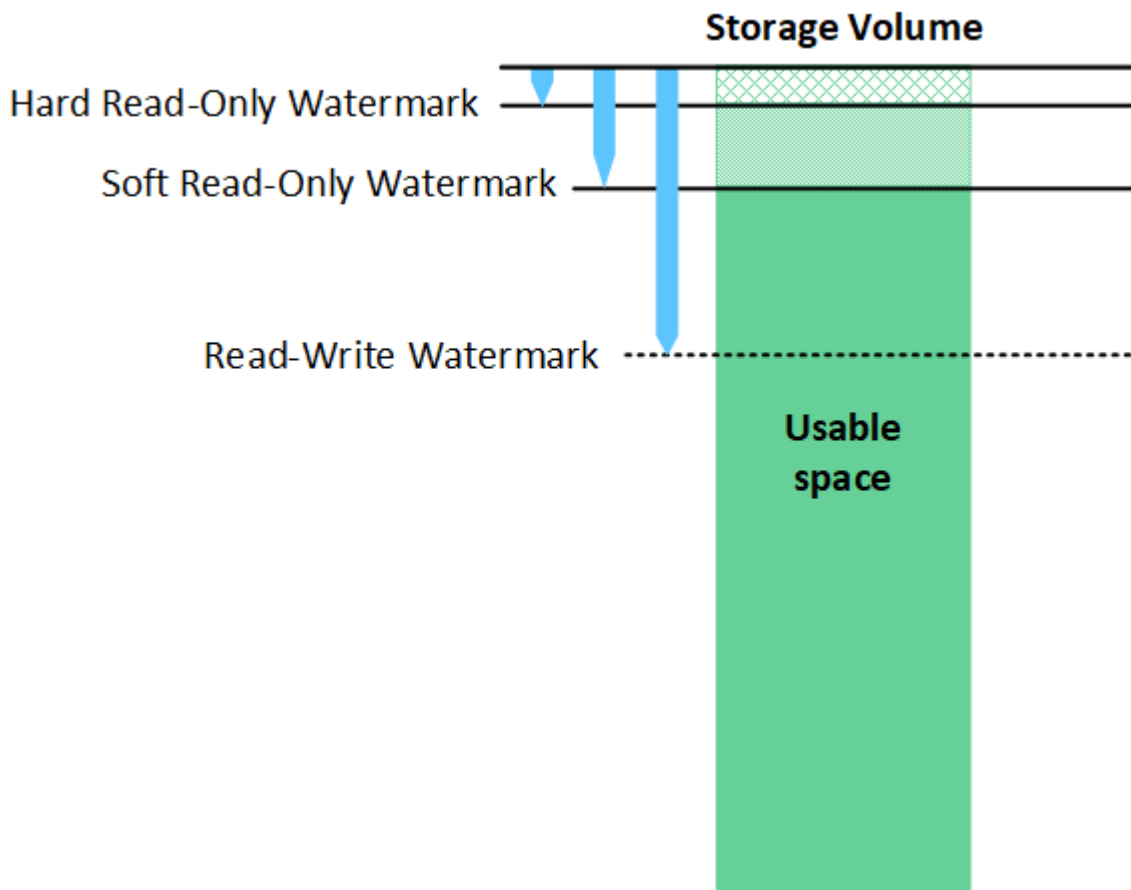 Storage Volume
Hard Read-Only Watermark
Soft Read-Only Watermark
Read-Write Watermark
Usable
space